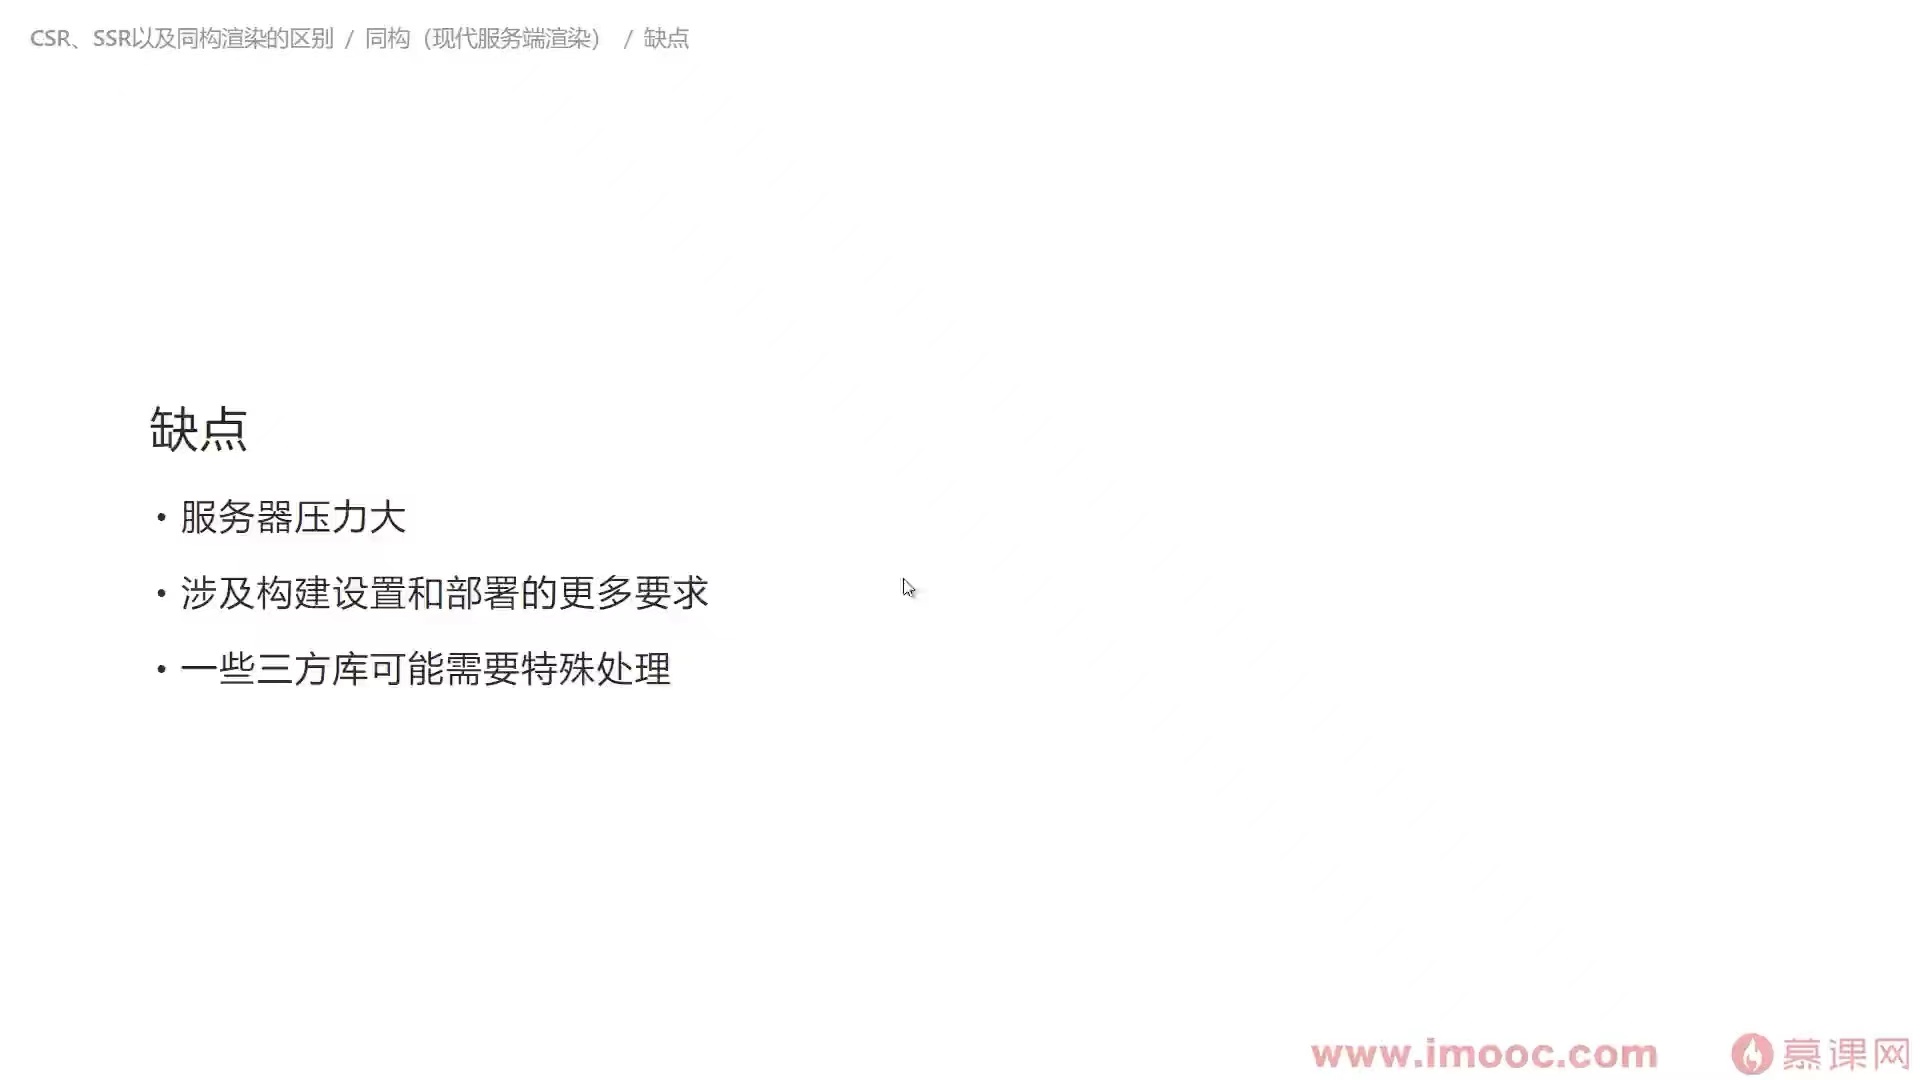 CSR、SSR以及同构渲染的区别 / 同构（现代服务端渲染） / 缺点
缺点
• 服务器压力大
• 涉及构建设置和部署的更多要求
• 一些三方库可能需要特殊处理
www.imooc.com 慕课网